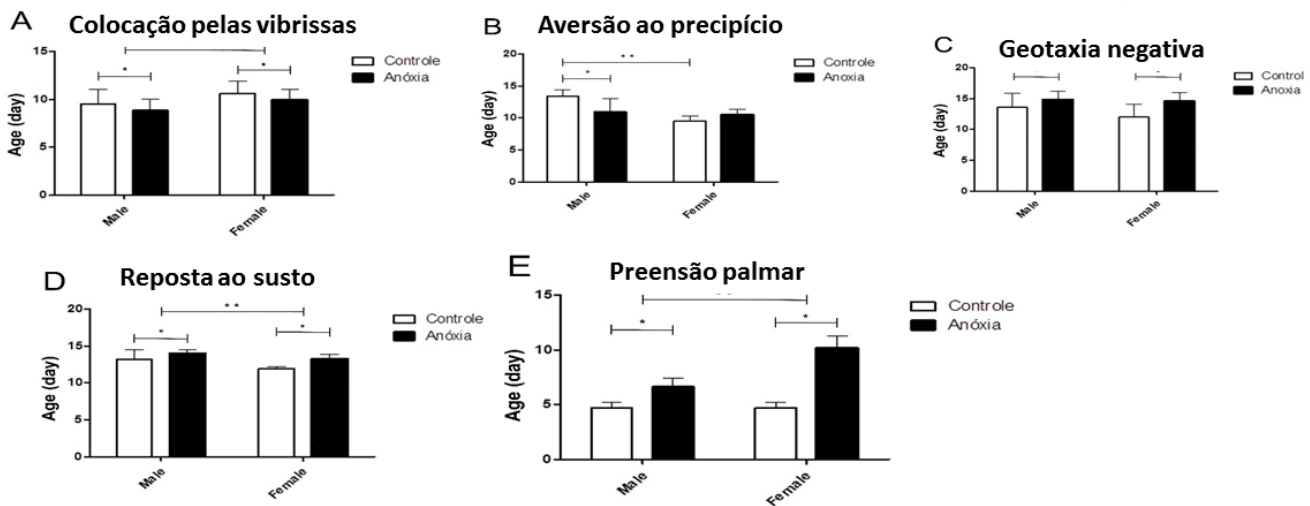 A
Colocação pelas vibrissas
15
10
5
0
Age (day)
*
*
Male
Female
Controle
Anóxia
B
Aversão ao precipício
20
15
10
5
0
Age (day)
* *
*
Male
Female
Controle
Anóxia
C
Geotaxia negativa
20
15
10
5
0
Age (day)
Male
Female
Control
Anoxia
D
Reposta ao susto
20
15
10
5
0
Age (day)
* *
*
*
Male
Female
Controle
Anóxia
E
Preensão palmar
15
10
5
0
Age (day)
*
*
Male
Female
Controle
Anóxia